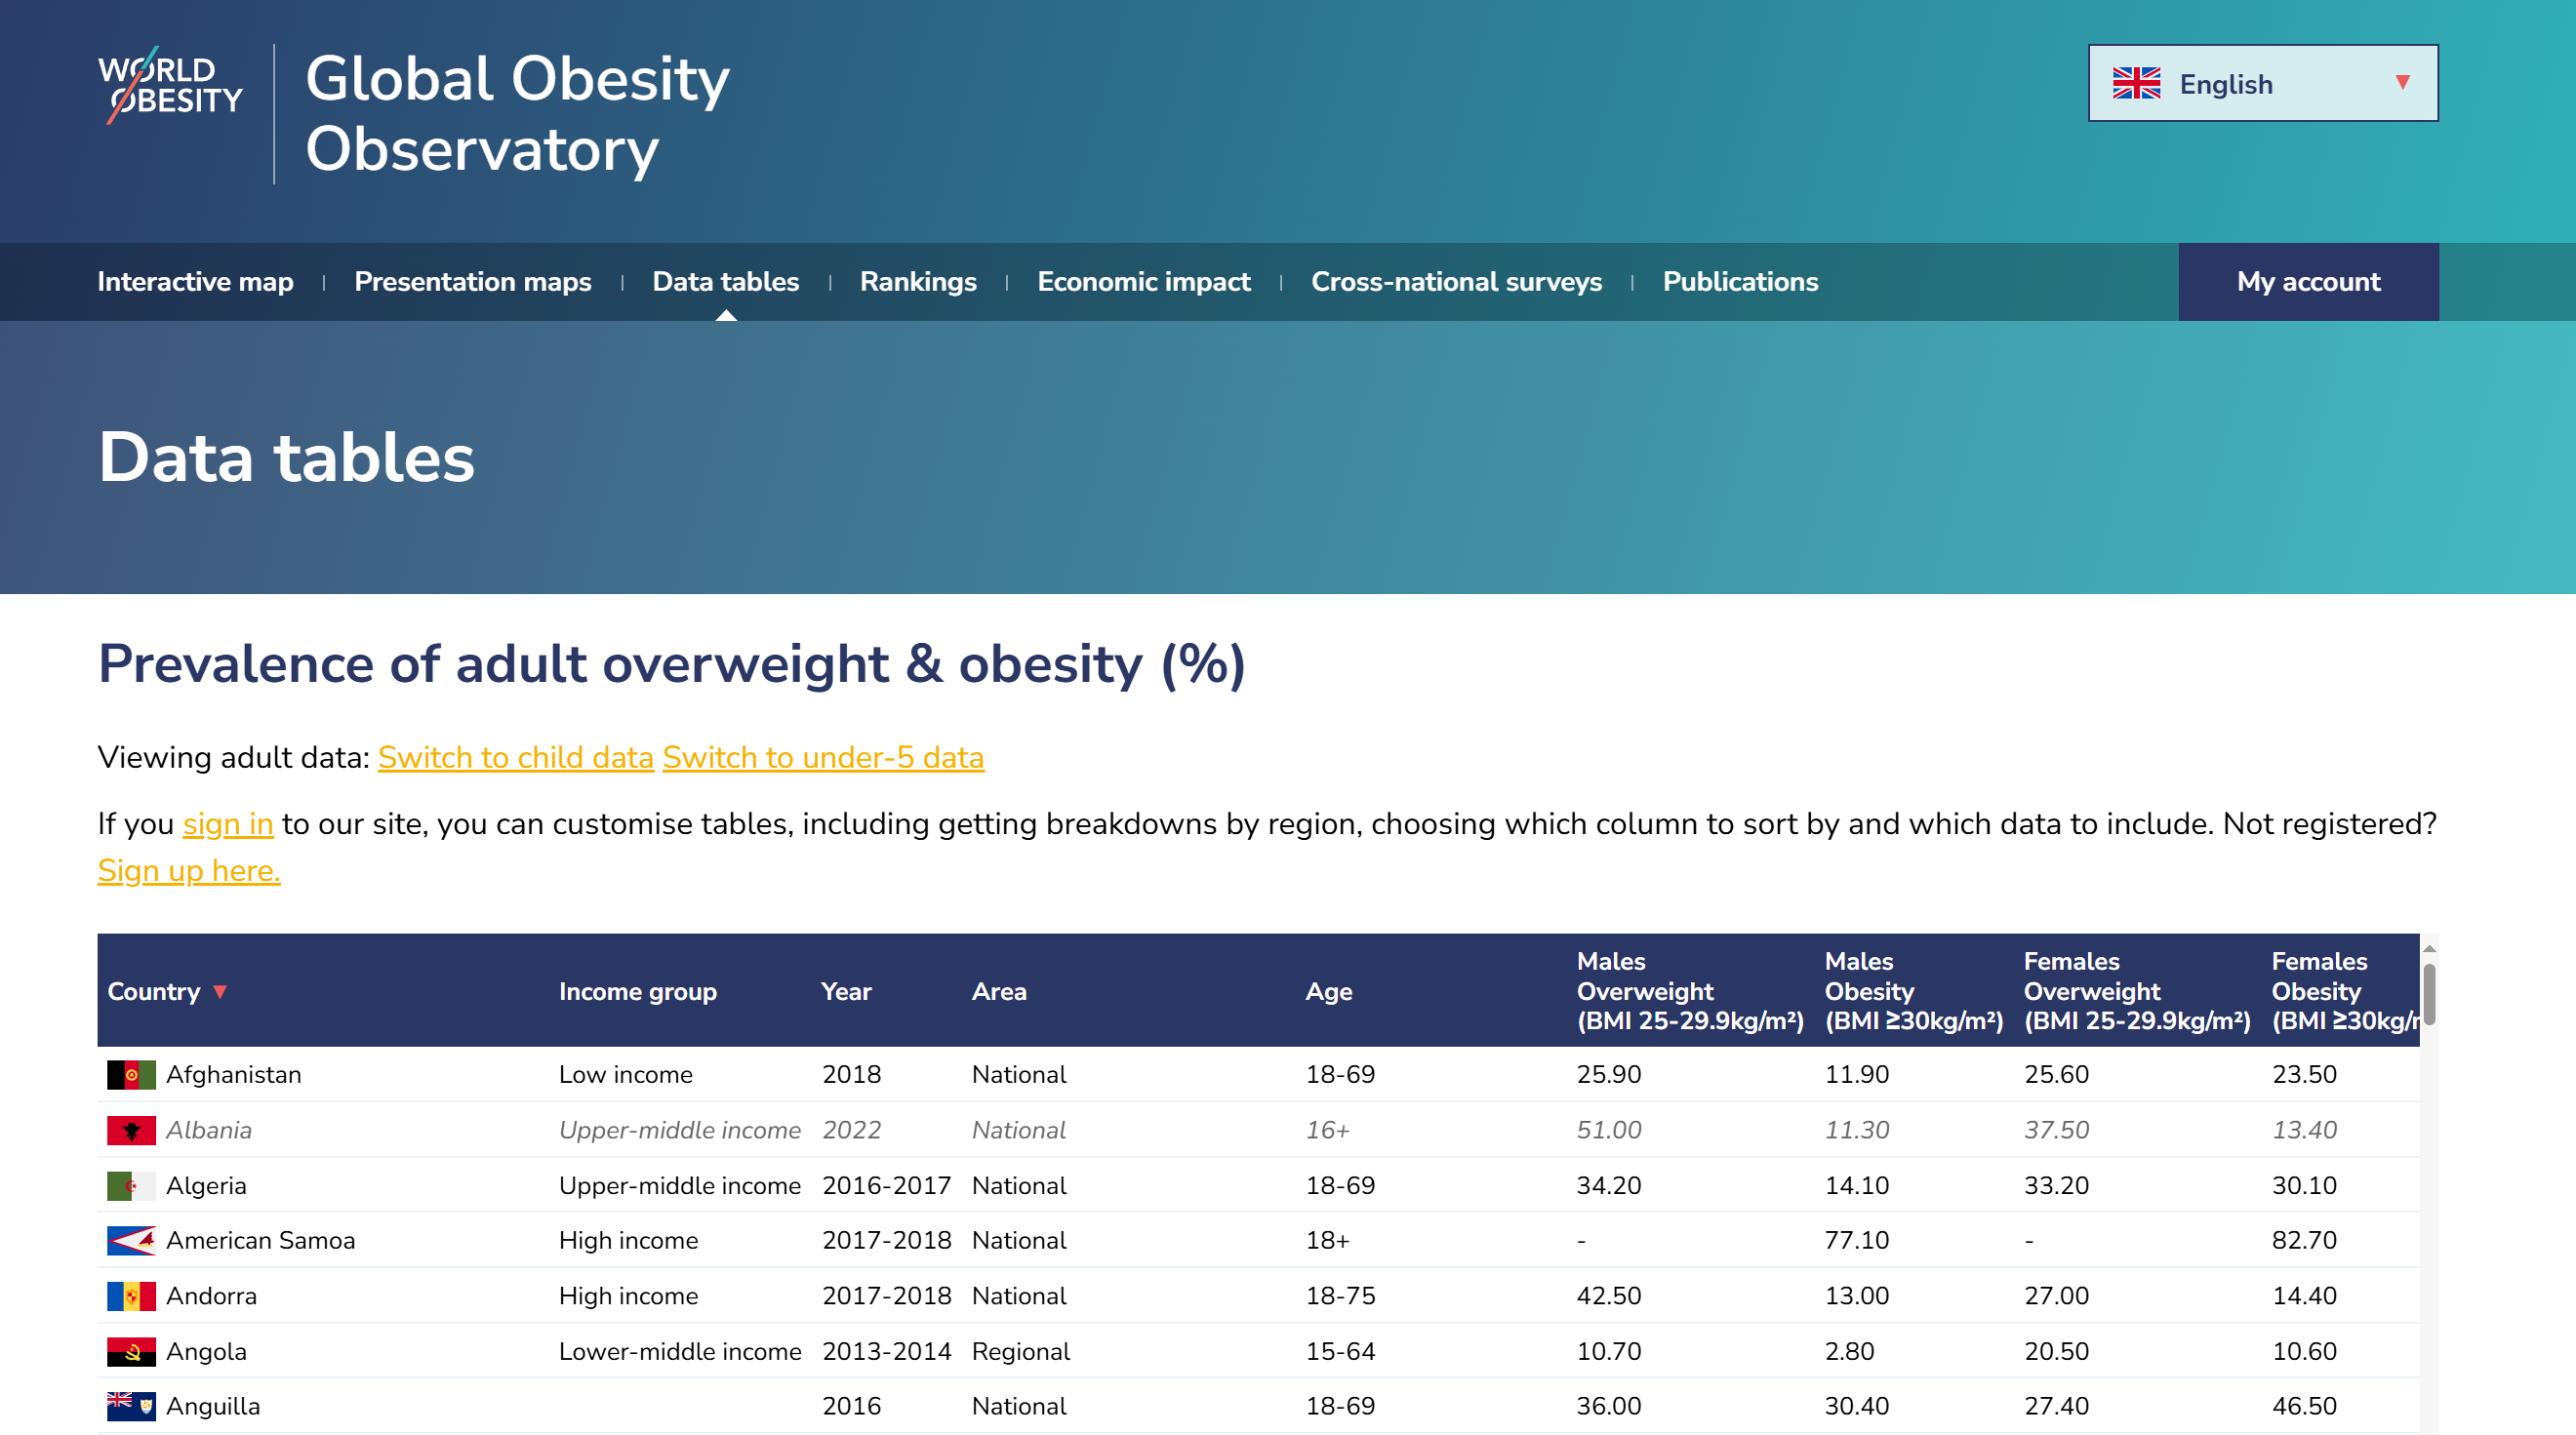 WORLD
OBESITY
Global Obesity
Observatory
English
Interactive map
Presentation maps
Data tables
Rankings
Economic impact
Cross-national surveys
Publications
My account
Data tables
Prevalence of adult overweight & obesity (%)
Viewing adult data: Switch to child data Switch to under-5 data
If you sign in to our site, you can customise tables, including getting breakdowns by region, choosing which column to sort by and which data to include. Not registered?
Sign up here.
Country ▼ Income group Year Area Age Males Overweight (BMI 25-29.9kg/m²) Males Obesity (BMI ≥30kg/m²) Females Overweight (BMI 25-29.9kg/m²) Females Obesity (BMI ≥30kg/
Afghanistan Low income 2018 National 18-69 25.90 11.90 25.60 23.50
Albania Upper-middle income 2022 National 16+ 51.00 11.30 37.50 13.40
Algeria Upper-middle income 2016-2017 National 18-69 34.20 14.10 33.20 30.10
American Samoa High income 2017-2018 National 18+ - 77.10 - 82.70
Andorra High income 2017-2018 National 18-75 42.50 13.00 27.00 14.40
Angola Lower-middle income 2013-2014 Regional 15-64 10.70 2.80 20.50 10.60
Anguilla 2016 National 18-69 36.00 30.40 27.40 46.50